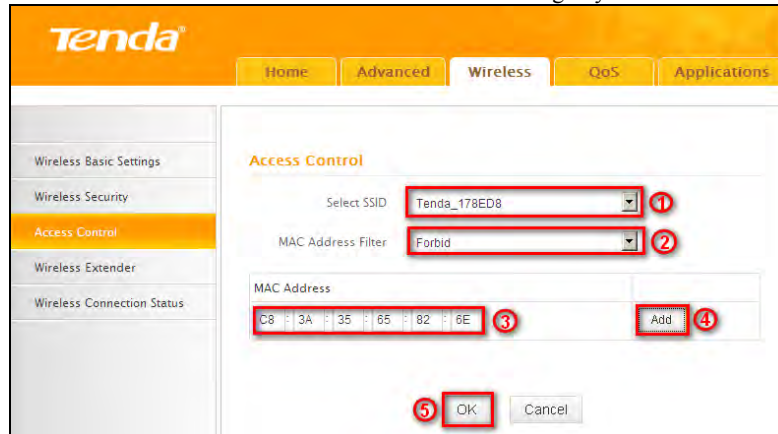 Tenda®
Home Advanced Wireless QoS Applications
Wireless Basic Settings
Wireless Security
Access Control
Wireless Extender
Wireless Connection Status
Access Control
Select SSID Tenda_178ED8 ①
MAC Address Filter Forbid ②
MAC Address
C8 : 3A : 35 : 65 : 82 : 6E ③ Add ④
⑤ OK Cancel